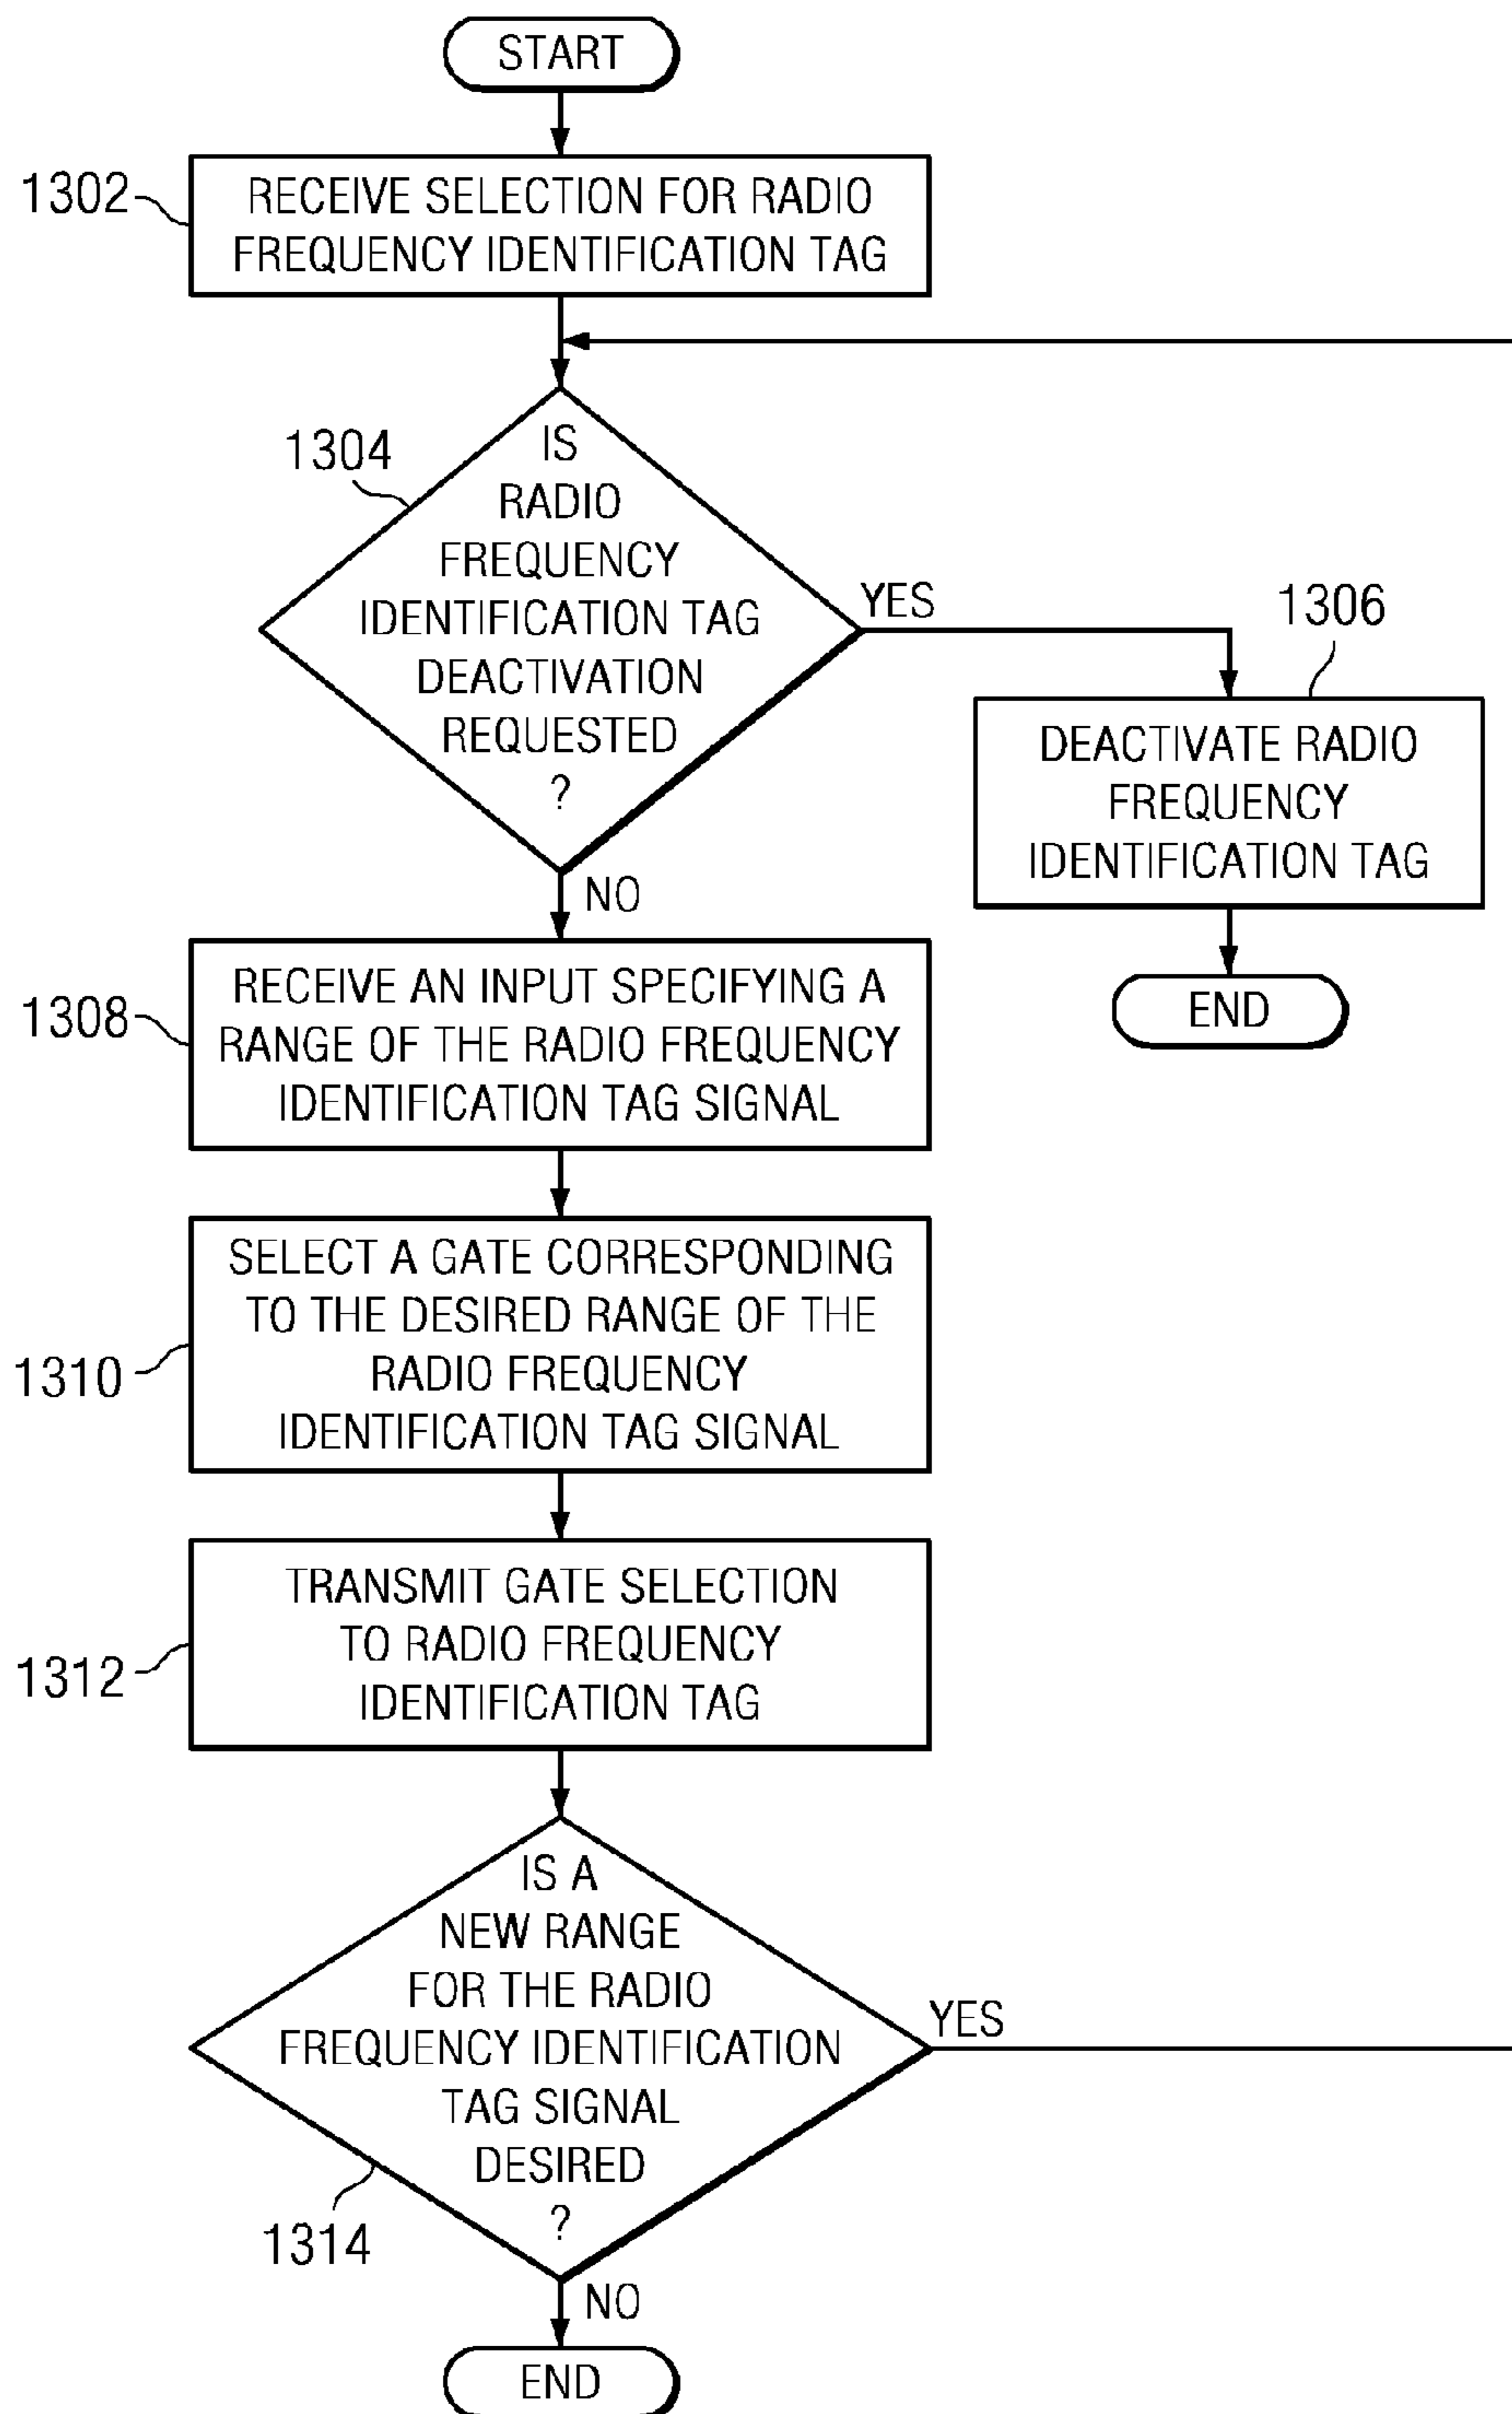 START
1302
RECEIVE SELECTION FOR RADIO
FREQUENCY IDENTIFICATION TAG
1304
IS
RADIO
FREQUENCY
IDENTIFICATION TAG
DEACTIVATION
REQUESTED
?
YES
1306
DEACTIVATE RADIO
FREQUENCY
IDENTIFICATION TAG
END
NO
1308
RECEIVE AN INPUT SPECIFYING A
RANGE OF THE RADIO FREQUENCY
IDENTIFICATION TAG SIGNAL
1310
SELECT A GATE CORRESPONDING
TO THE DESIRED RANGE OF THE
RADIO FREQUENCY
IDENTIFICATION TAG SIGNAL
1312
TRANSMIT GATE SELECTION
TO RADIO FREQUENCY
IDENTIFICATION TAG
IS A
NEW RANGE
FOR THE RADIO
FREQUENCY IDENTIFICATION
TAG SIGNAL
DESIRED
?
YES
1314
NO
END